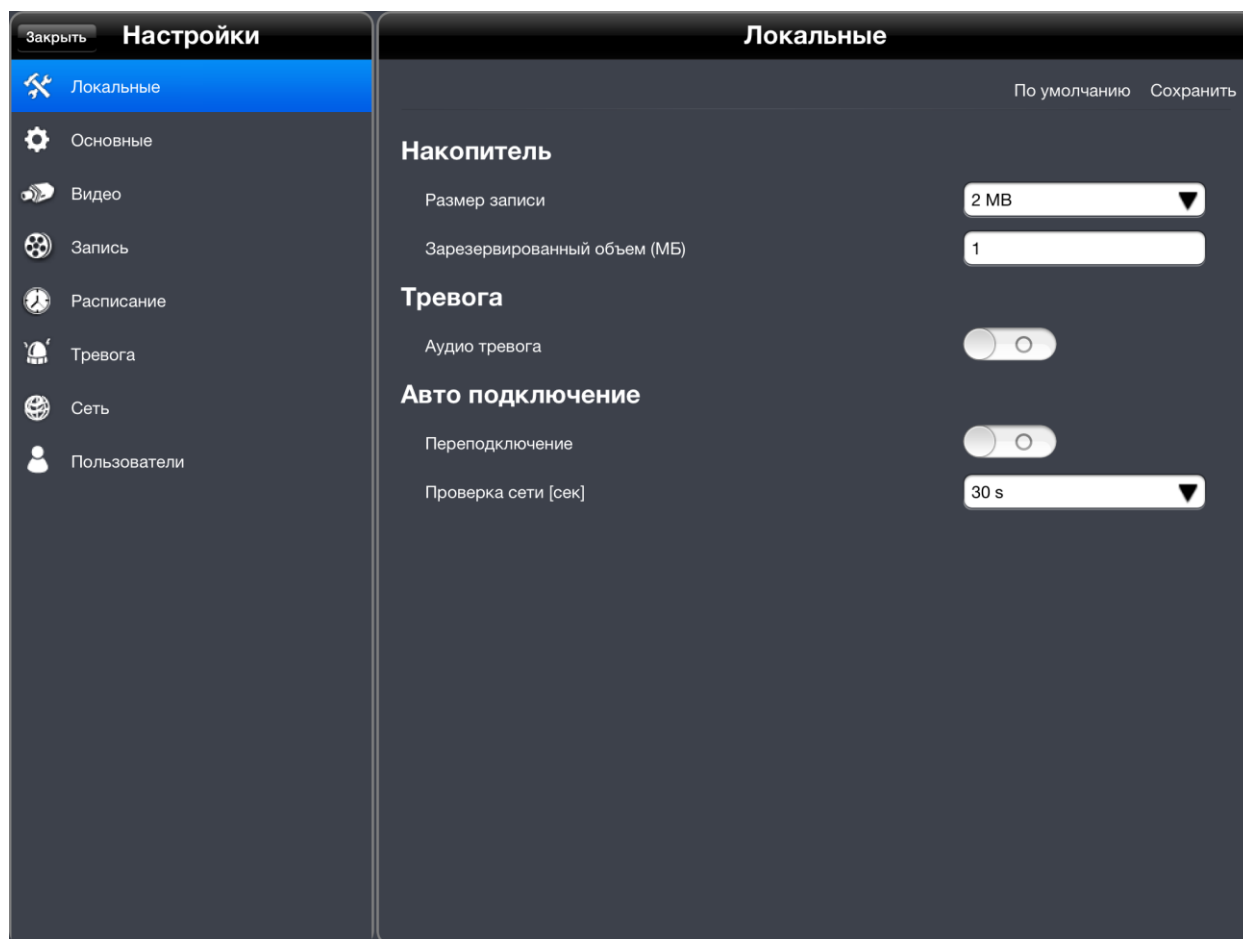 Закрыть Настройки
Локальные
Основные
Видео
Запись
Расписание
Тревога
Сеть
Пользователи
Локальные
По умолчанию Сохранить
Накопитель
Размер записи 2 MB
Зарезервированный объем (МБ) 1
Тревога
Аудио тревога
Авто подключение
Переподключение
Проверка сети [сек] 30 s